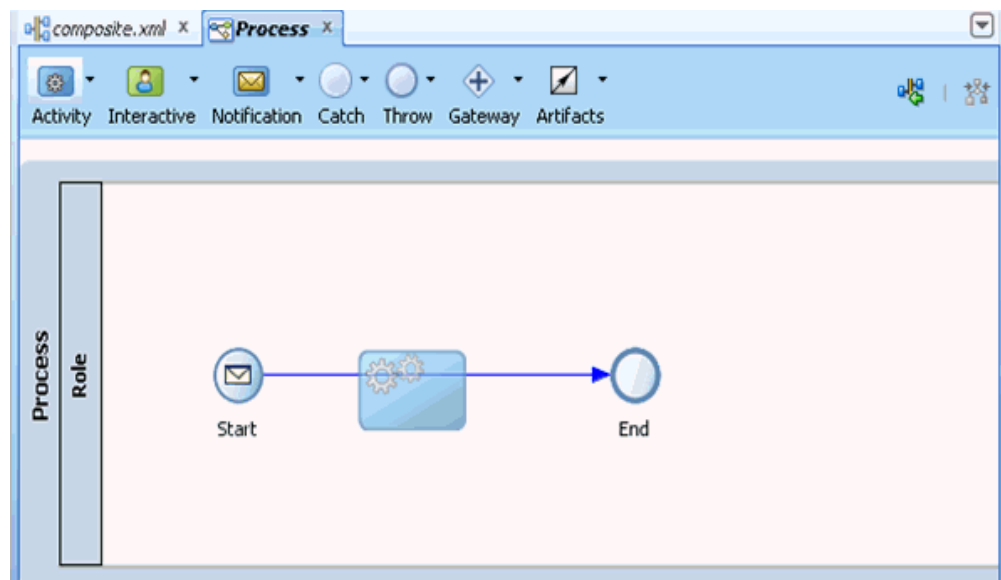 composite.xml x Process x
Activity Interactive Notification Catch Throw Gateway Artifacts
Process
Role
Start
End